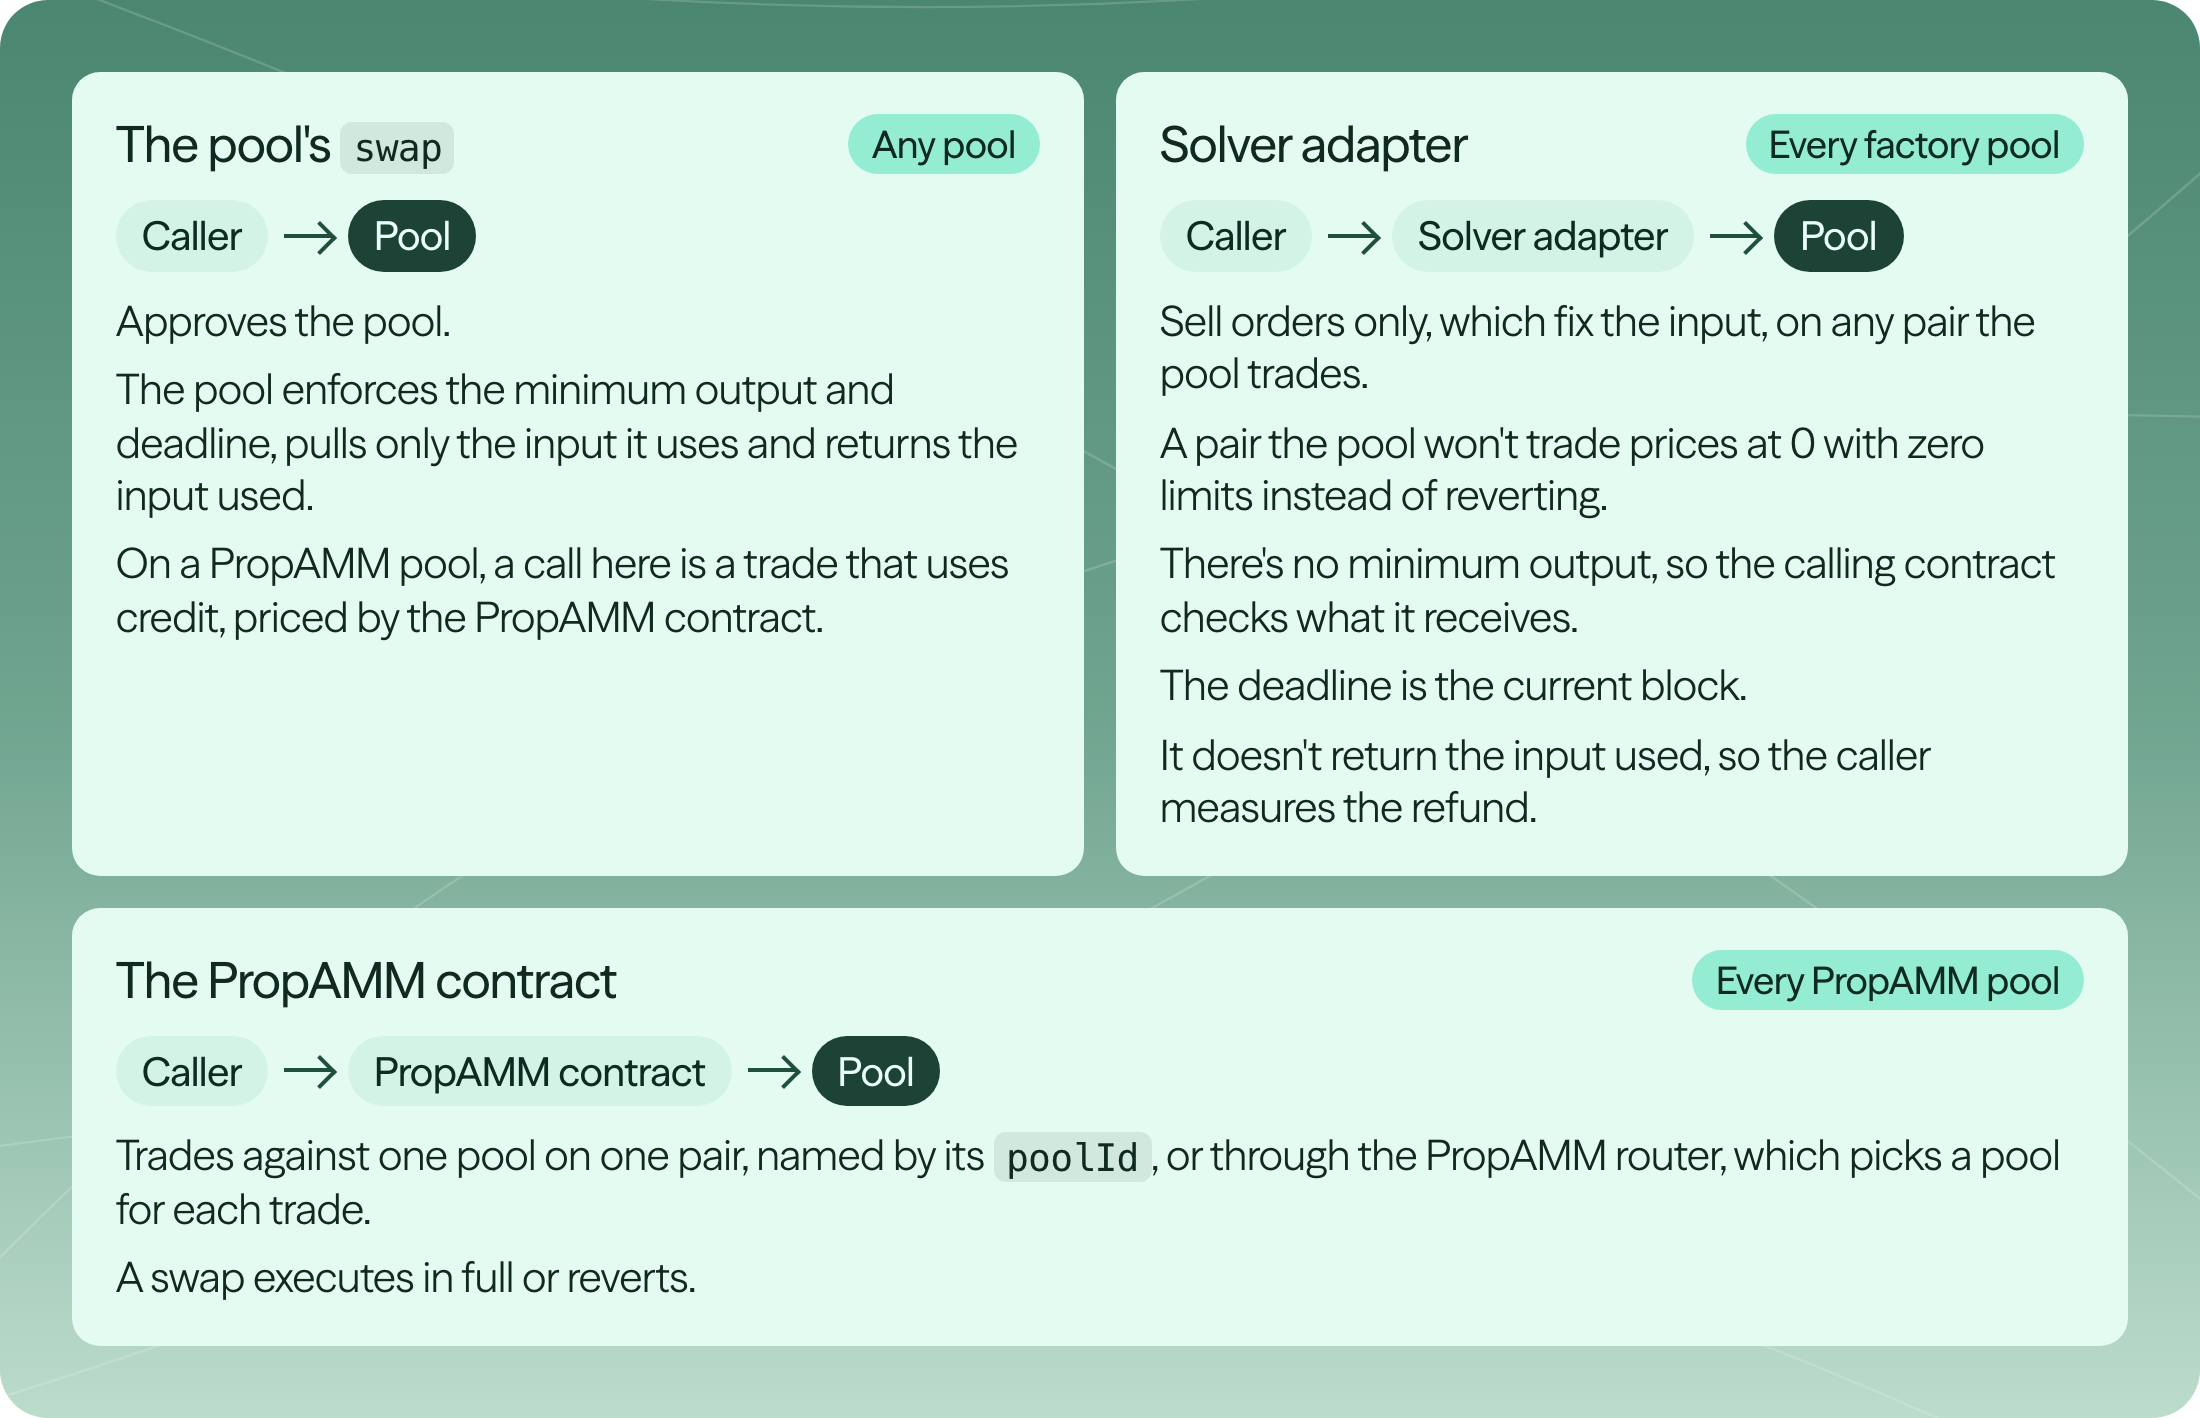 The pool's swap
Any pool
Caller → Pool
Approves the pool.
The pool enforces the minimum output and
deadline, pulls only the input it uses and returns the
input used.
On a PropAMM pool, a call here is a trade that uses
credit, priced by the PropAMM contract.
Solver adapter
Every factory pool
Caller → Solver adapter → Pool
Sell orders only, which fix the input, on any pair the
pool trades.
A pair the pool won't trade prices at 0 with zero
limits instead of reverting.
There's no minimum output, so the calling contract
checks what it receives.
The deadline is the current block.
It doesn't return the input used, so the caller
measures the refund.
The PropAMM contract
Every PropAMM pool
Caller → PropAMM contract → Pool
Trades against one pool on one pair, named by its poolId, or through the PropAMM router, which picks a pool
for each trade.
A swap executes in full or reverts.